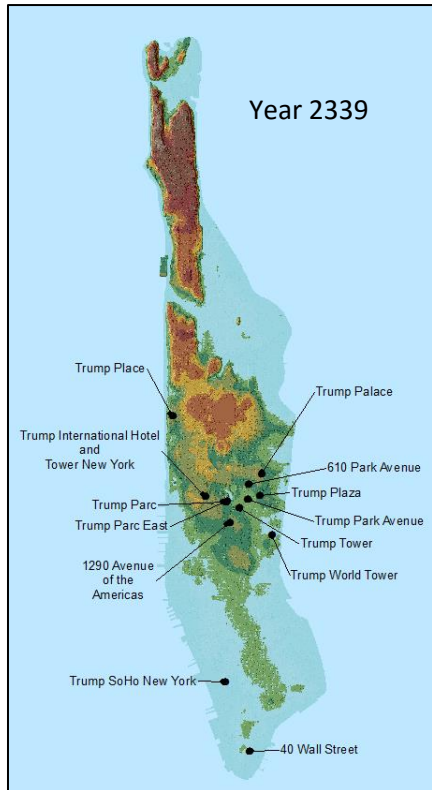 Year 2339
Trump Place
Trump Palace
Trump International Hotel
and
Tower New York
610 Park Avenue
Trump Parc
Trump Plaza
Trump Parc East
Trump Park Avenue
Trump Tower
1290 Avenue
of the
Americas
Trump World Tower
Trump SoHo New York
40 Wall Street